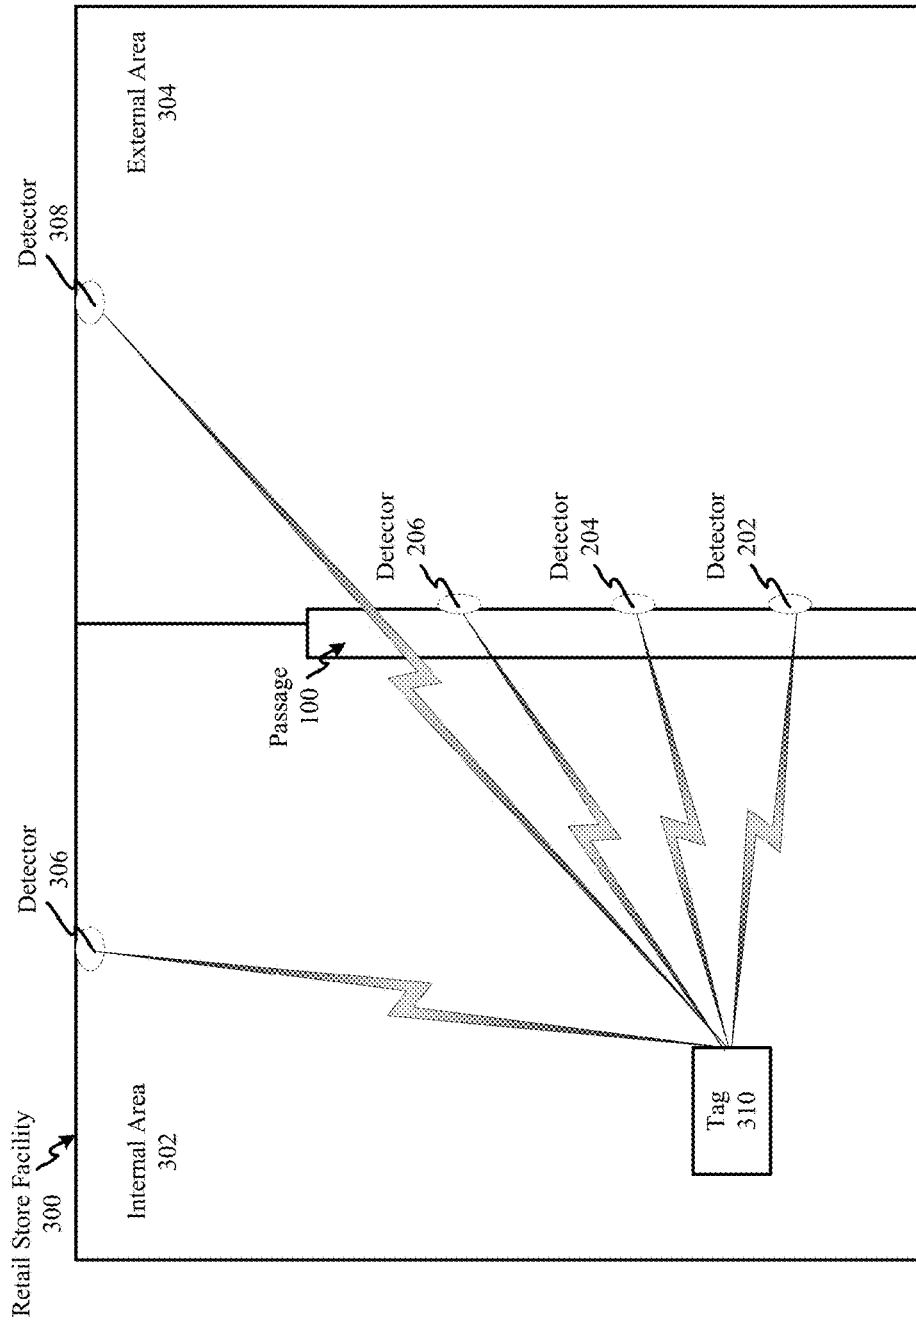 Retail Store Facility
300
Detector
306
Detector
308
Internal Area
302
External Area
304
Passage
100
Detector
206
Detector
204
Detector
202
Tag
310